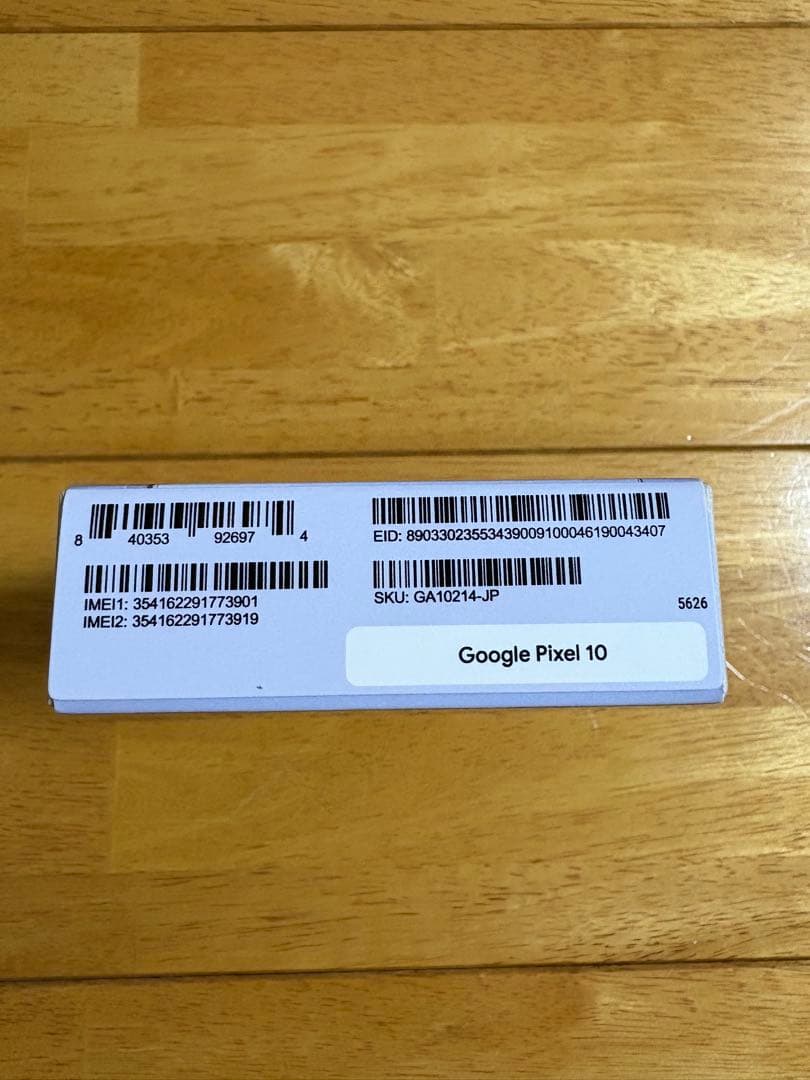 8 40353 92697 4
EID: 89033023553439009100046190043407
IMEI1: 354162291773901
IMEI2: 354162291773919
SKU: GA10214-JP
5626
Google Pixel 10